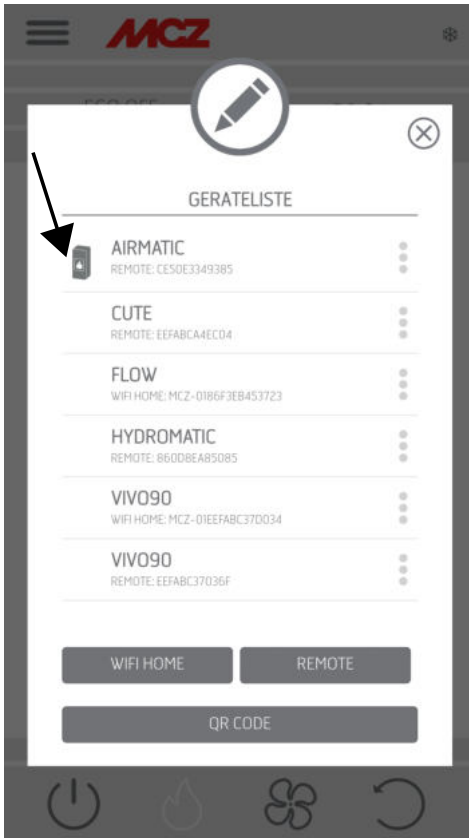 MCZ
GERATELISTE
AIRMATIC
REMOTE: CE50E3349385
CUTE
REMOTE: EEFABCA4EC04
FLOW
WIFI HOME: MCZ-0186F3EB453723
HYDROMATIC
REMOTE: 860D8EA85085
VIVO90
WIFI HOME: MCZ-01EEFABC37D034
VIVO90
REMOTE: EEFABC37036F
WIFI HOME
REMOTE
QR CODE